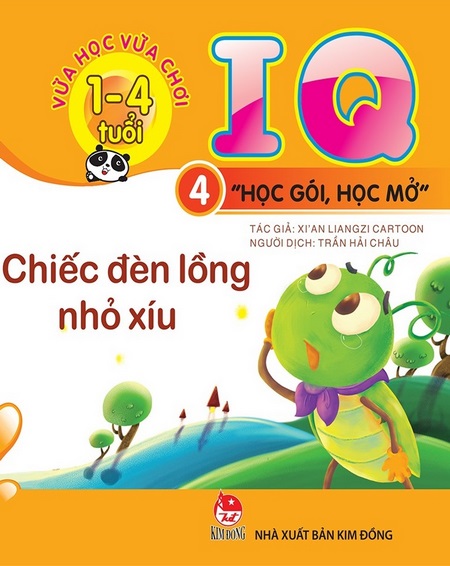 VỪA HỌC VỪA CHƠI
1-4
tuổi
IQ
4 "HỌC GÓI, HỌC MỞ"
TÁC GIẢ: XI'AN LIANGZI CARTOON
NGƯỜI DỊCH: TRẦN HẢI CHÂU
Chiếc đèn lồng
nhỏ xíu
KIM ĐỒNG
NHÀ XUẤT BẢN KIM ĐỒNG